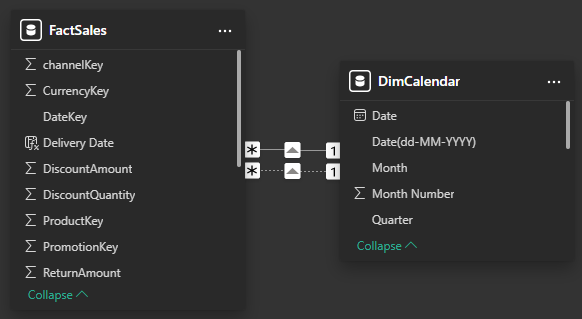 FactSales
channelKey
CurrencyKey
DateKey
Delivery Date
DiscountAmount
DiscountQuantity
ProductKey
PromotionKey
ReturnAmount
Collapse
* 1
* 1
DimCalendar
Date
Date(dd-MM-YYYY)
Month
Month Number
Quarter
Collapse